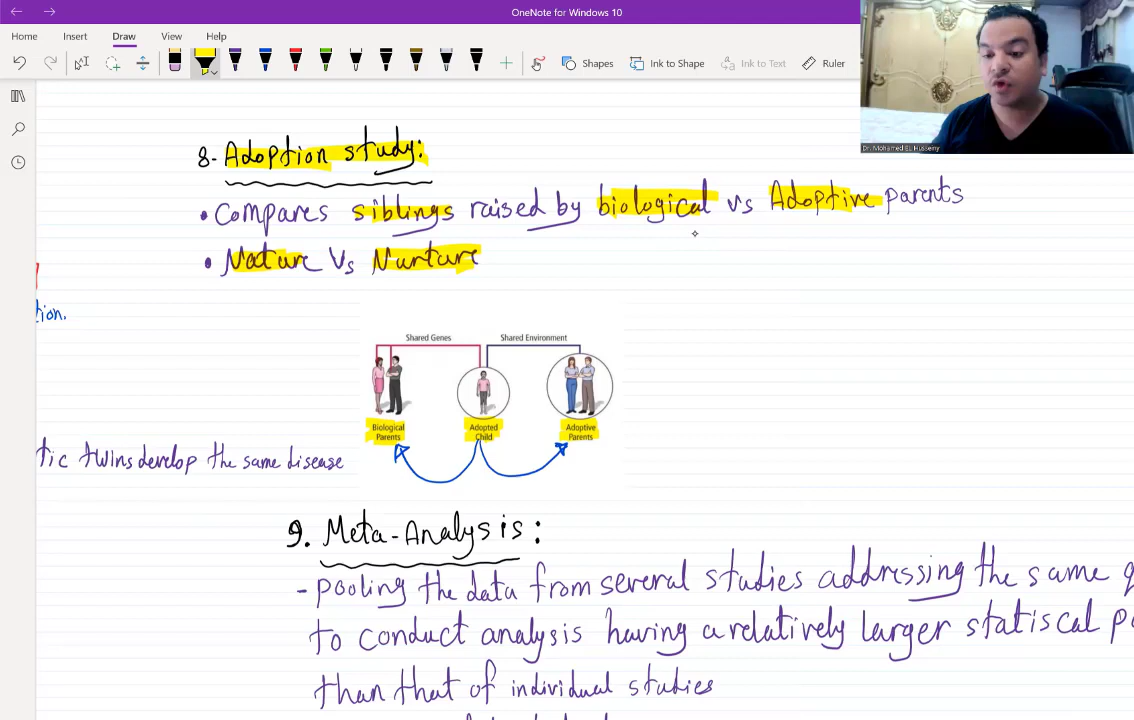 OneNote for Windows 10
Home Insert Draw View Help
Shapes Ink to Shape Ink to Text Ruler
Dr. Mohamed EL Husseiny
8- Adoption study:
• Compares siblings raised by biological vs Adoptive parents
• Nature Vs Nurture
tion.
Shared Genes Shared Environment
Biological Parents
Adopted Child
Adoptive Parents
tic twins develop the same disease
9. Meta-Analysis:
- pooling the data from several studies addressing the same
to conduct analysis having a relatively larger statiscal
than that of individual studies